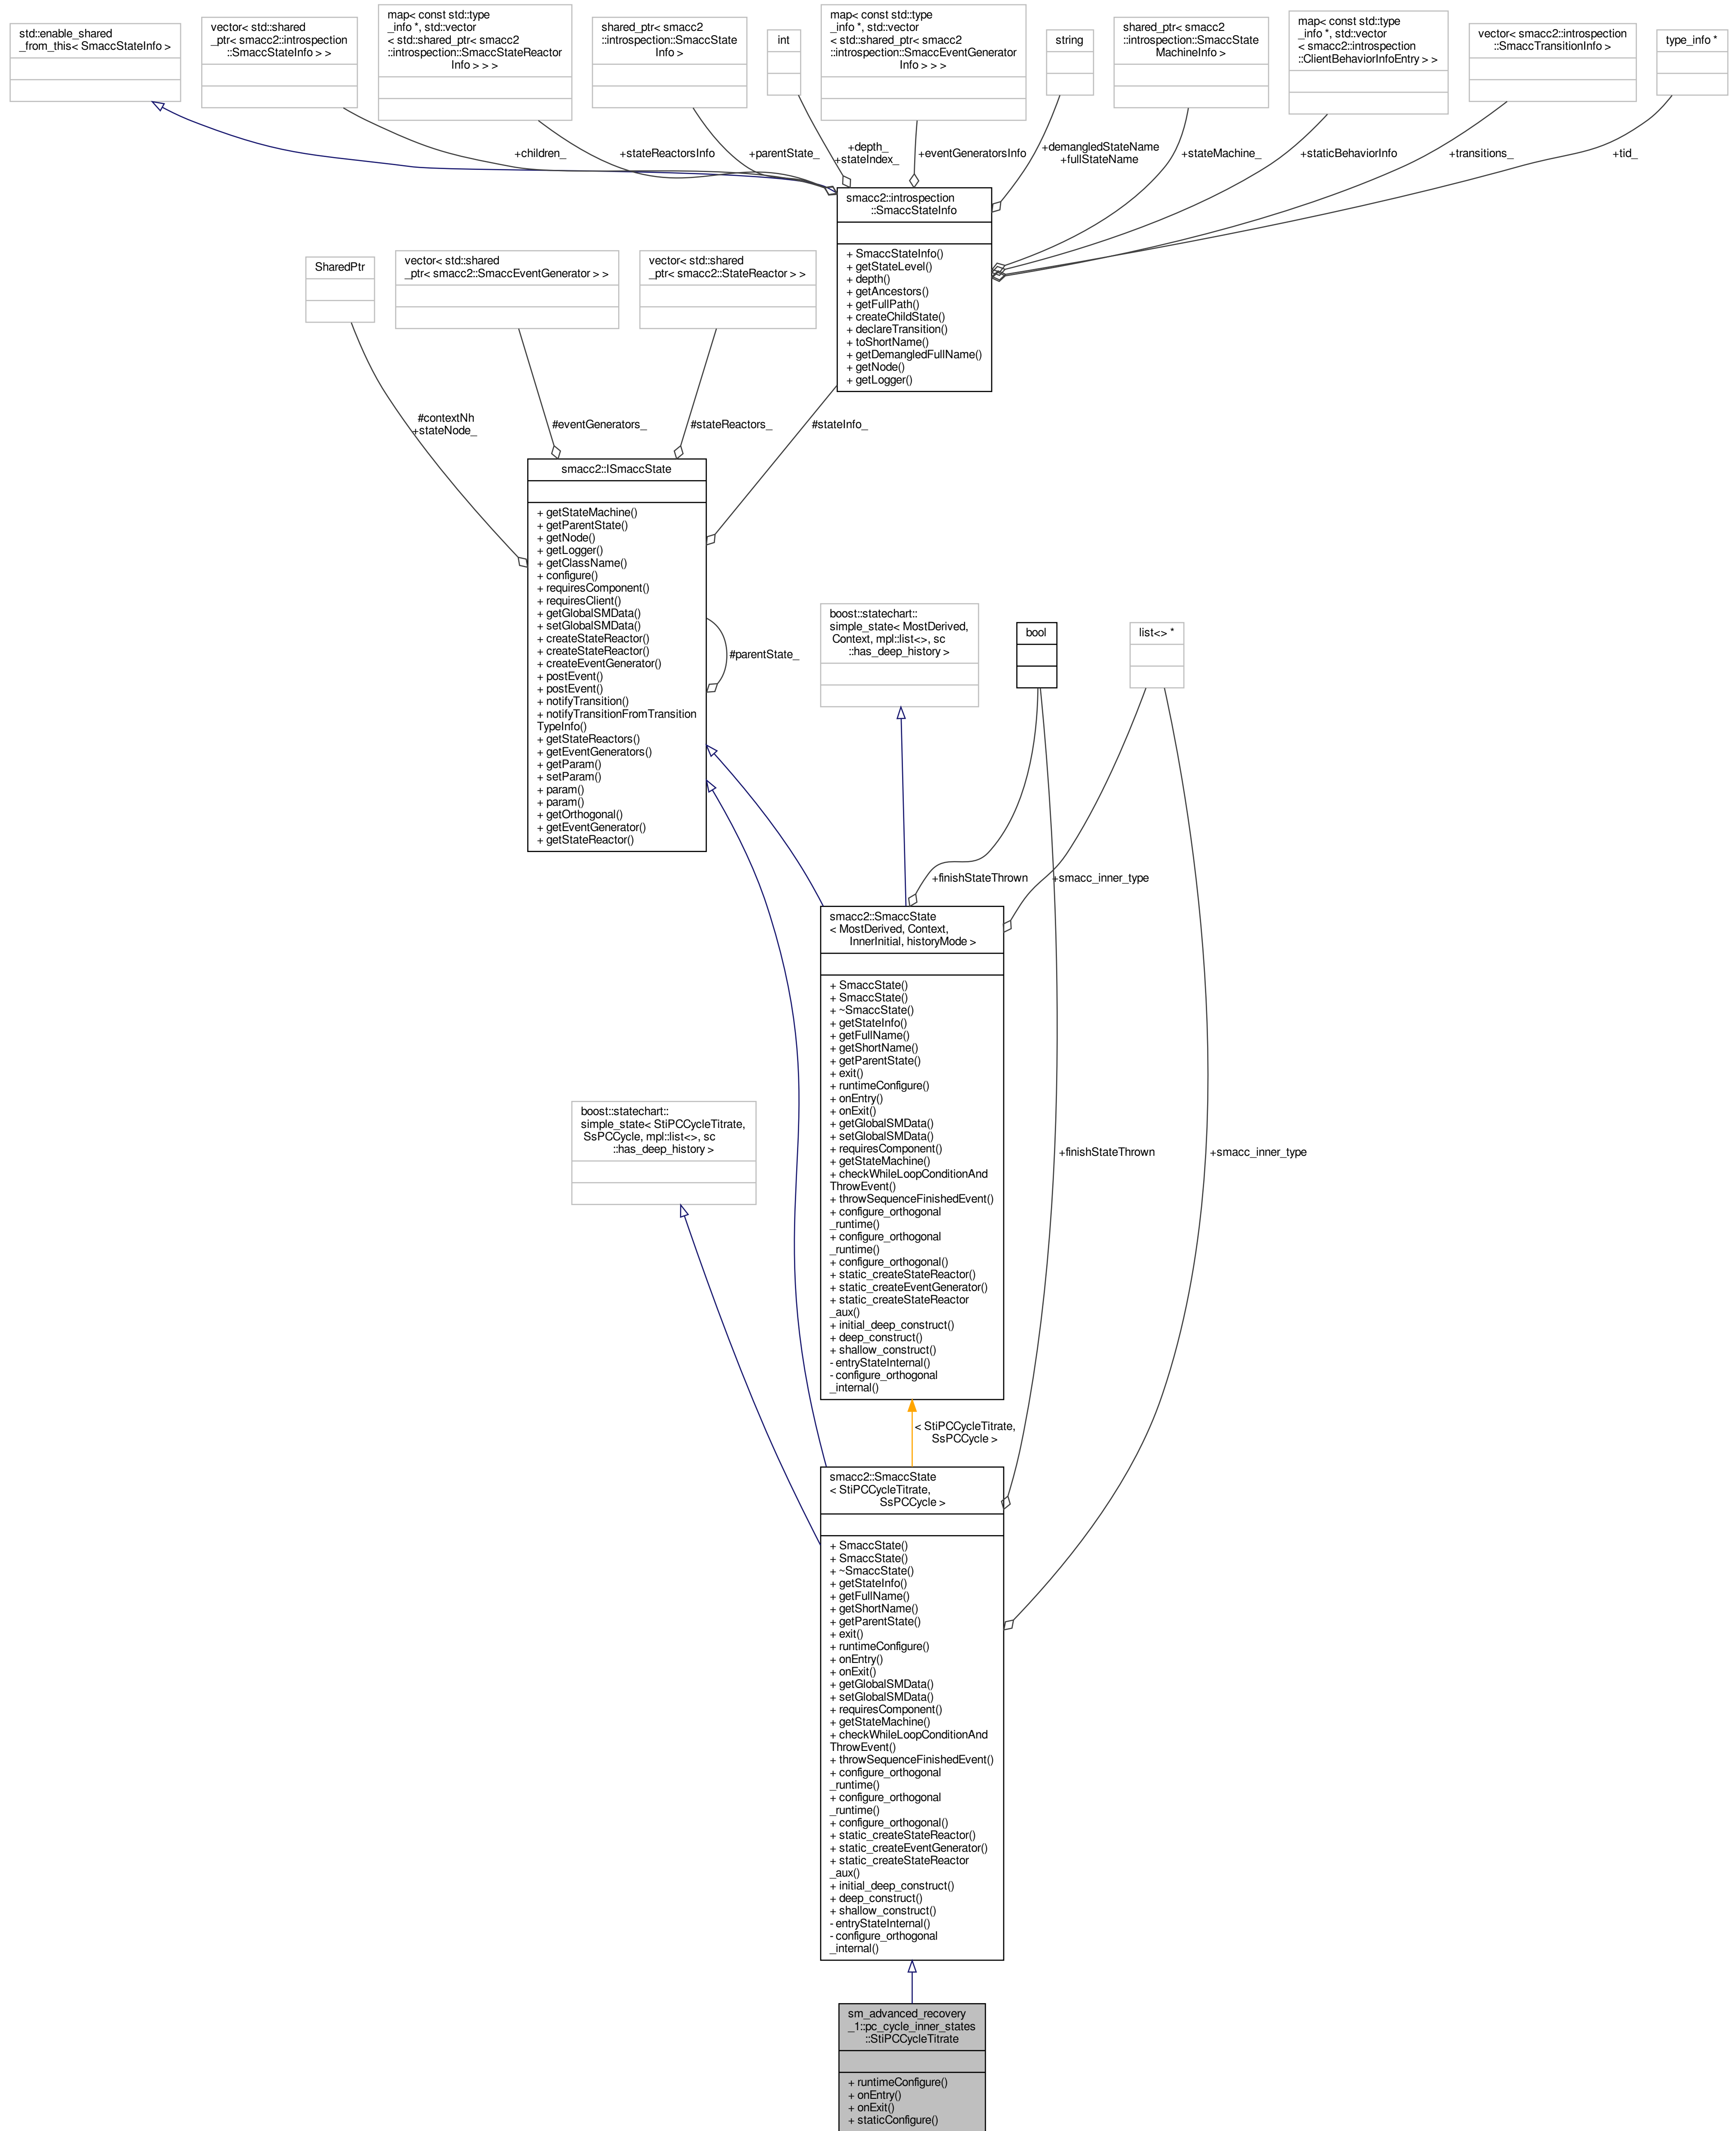 std::enable_shared
_from_this< SmaccStateInfo >
vector< std::shared
_ptr< smacc2::introspection
::SmaccStateInfo > >
map< const std::type
_info *, std::vector
< std::shared_ptr< smacc2
::introspection::SmaccStateReactor
Info > > >
shared_ptr< smacc2
::introspection::SmaccState
Info >
int
map< const std::type
_info *, std::vector
< std::shared_ptr< smacc2
::introspection::SmaccEventGenerator
Info > > >
string
shared_ptr< smacc2
::introspection::SmaccState
MachineInfo >
map< const std::type
_info *, std::vector
< smacc2::introspection
::ClientBehaviorInfoEntry > >
vector< smacc2::introspection
::SmaccTransitionInfo >
type_info *
+children_
+stateReactorsInfo
+parentState_
+depth_
+stateIndex_
+eventGeneratorsInfo
+demangledStateName
+fullStateName
+stateMachine_
+staticBehaviorInfo
+transitions_
+tid_
smacc2::introspection
::SmaccStateInfo
+ SmaccStateInfo()
+ getStateLevel()
+ depth()
+ getAncestors()
+ getFullPath()
+ createChildState()
+ declareTransition()
+ toShortName()
+ getDemangledFullName()
+ getNode()
+ getLogger()
SharedPtr
vector< std::shared
_ptr< smacc2::SmaccEventGenerator > >
vector< std::shared
_ptr< smacc2::StateReactor > >
#contextNh
+stateNode_
#eventGenerators_
#stateReactors_
#stateInfo_
smacc2::ISmaccState
+ getStateMachine()
+ getParentState()
+ getNode()
+ getLogger()
+ getClassName()
+ configure()
+ requiresComponent()
+ requiresClient()
+ getGlobalSMData()
+ setGlobalSMData()
+ createStateReactor()
+ createStateReactor()
+ createEventGenerator()
+ postEvent()
+ postEvent()
+ notifyTransition()
+ notifyTransitionFromTransition
TypeInfo()
+ getStateReactors()
+ getEventGenerators()
+ getParam()
+ setParam()
+ param()
+ param()
+ getOrthogonal()
+ getEventGenerator()
+ getStateReactor()
#parentState_
boost::statechart::
simple_state< MostDerived,
Context, mpl::list<>, sc
::has_deep_history >
bool
list<> *
+finishStateThrown
+smacc_inner_type
smacc2::SmaccState
< MostDerived, Context,
InnerInitial, historyMode >
+ SmaccState()
+ SmaccState()
+ ~SmaccState()
+ getStateInfo()
+ getFullName()
+ getShortName()
+ getParentState()
+ exit()
+ runtimeConfigure()
+ onEntry()
+ onExit()
+ getGlobalSMData()
+ setGlobalSMData()
+ requiresComponent()
+ getStateMachine()
+ checkWhileLoopConditionAnd
ThrowEvent()
+ throwSequenceFinishedEvent()
+ configure_orthogonal
_runtime()
+ configure_orthogonal
_runtime()
+ configure_orthogonal()
+ static_createStateReactor()
+ static_createEventGenerator()
+ static_createStateReactor
_aux()
+ initial_deep_construct()
+ deep_construct()
+ shallow_construct()
- entryStateInternal()
- configure_orthogonal
_internal()
boost::statechart::
simple_state< StiPCCycleTitrate,
SsPCCycle, mpl::list<>, sc
::has_deep_history >
+finishStateThrown
+smacc_inner_type
< StiPCCycleTitrate,
SsPCCycle >
smacc2::SmaccState
< StiPCCycleTitrate,
SsPCCycle >
+ SmaccState()
+ SmaccState()
+ ~SmaccState()
+ getStateInfo()
+ getFullName()
+ getShortName()
+ getParentState()
+ exit()
+ runtimeConfigure()
+ onEntry()
+ onExit()
+ getGlobalSMData()
+ setGlobalSMData()
+ requiresComponent()
+ getStateMachine()
+ checkWhileLoopConditionAnd
ThrowEvent()
+ throwSequenceFinishedEvent()
+ configure_orthogonal
_runtime()
+ configure_orthogonal
_runtime()
+ configure_orthogonal()
+ static_createStateReactor()
+ static_createEventGenerator()
+ static_createStateReactor
_aux()
+ initial_deep_construct()
+ deep_construct()
+ shallow_construct()
- entryStateInternal()
- configure_orthogonal
_internal()
sm_advanced_recovery
_1::pc_cycle_inner_states
::StiPCCycleTitrate
+ runtimeConfigure()
+ onEntry()
+ onExit()
+ staticConfigure()